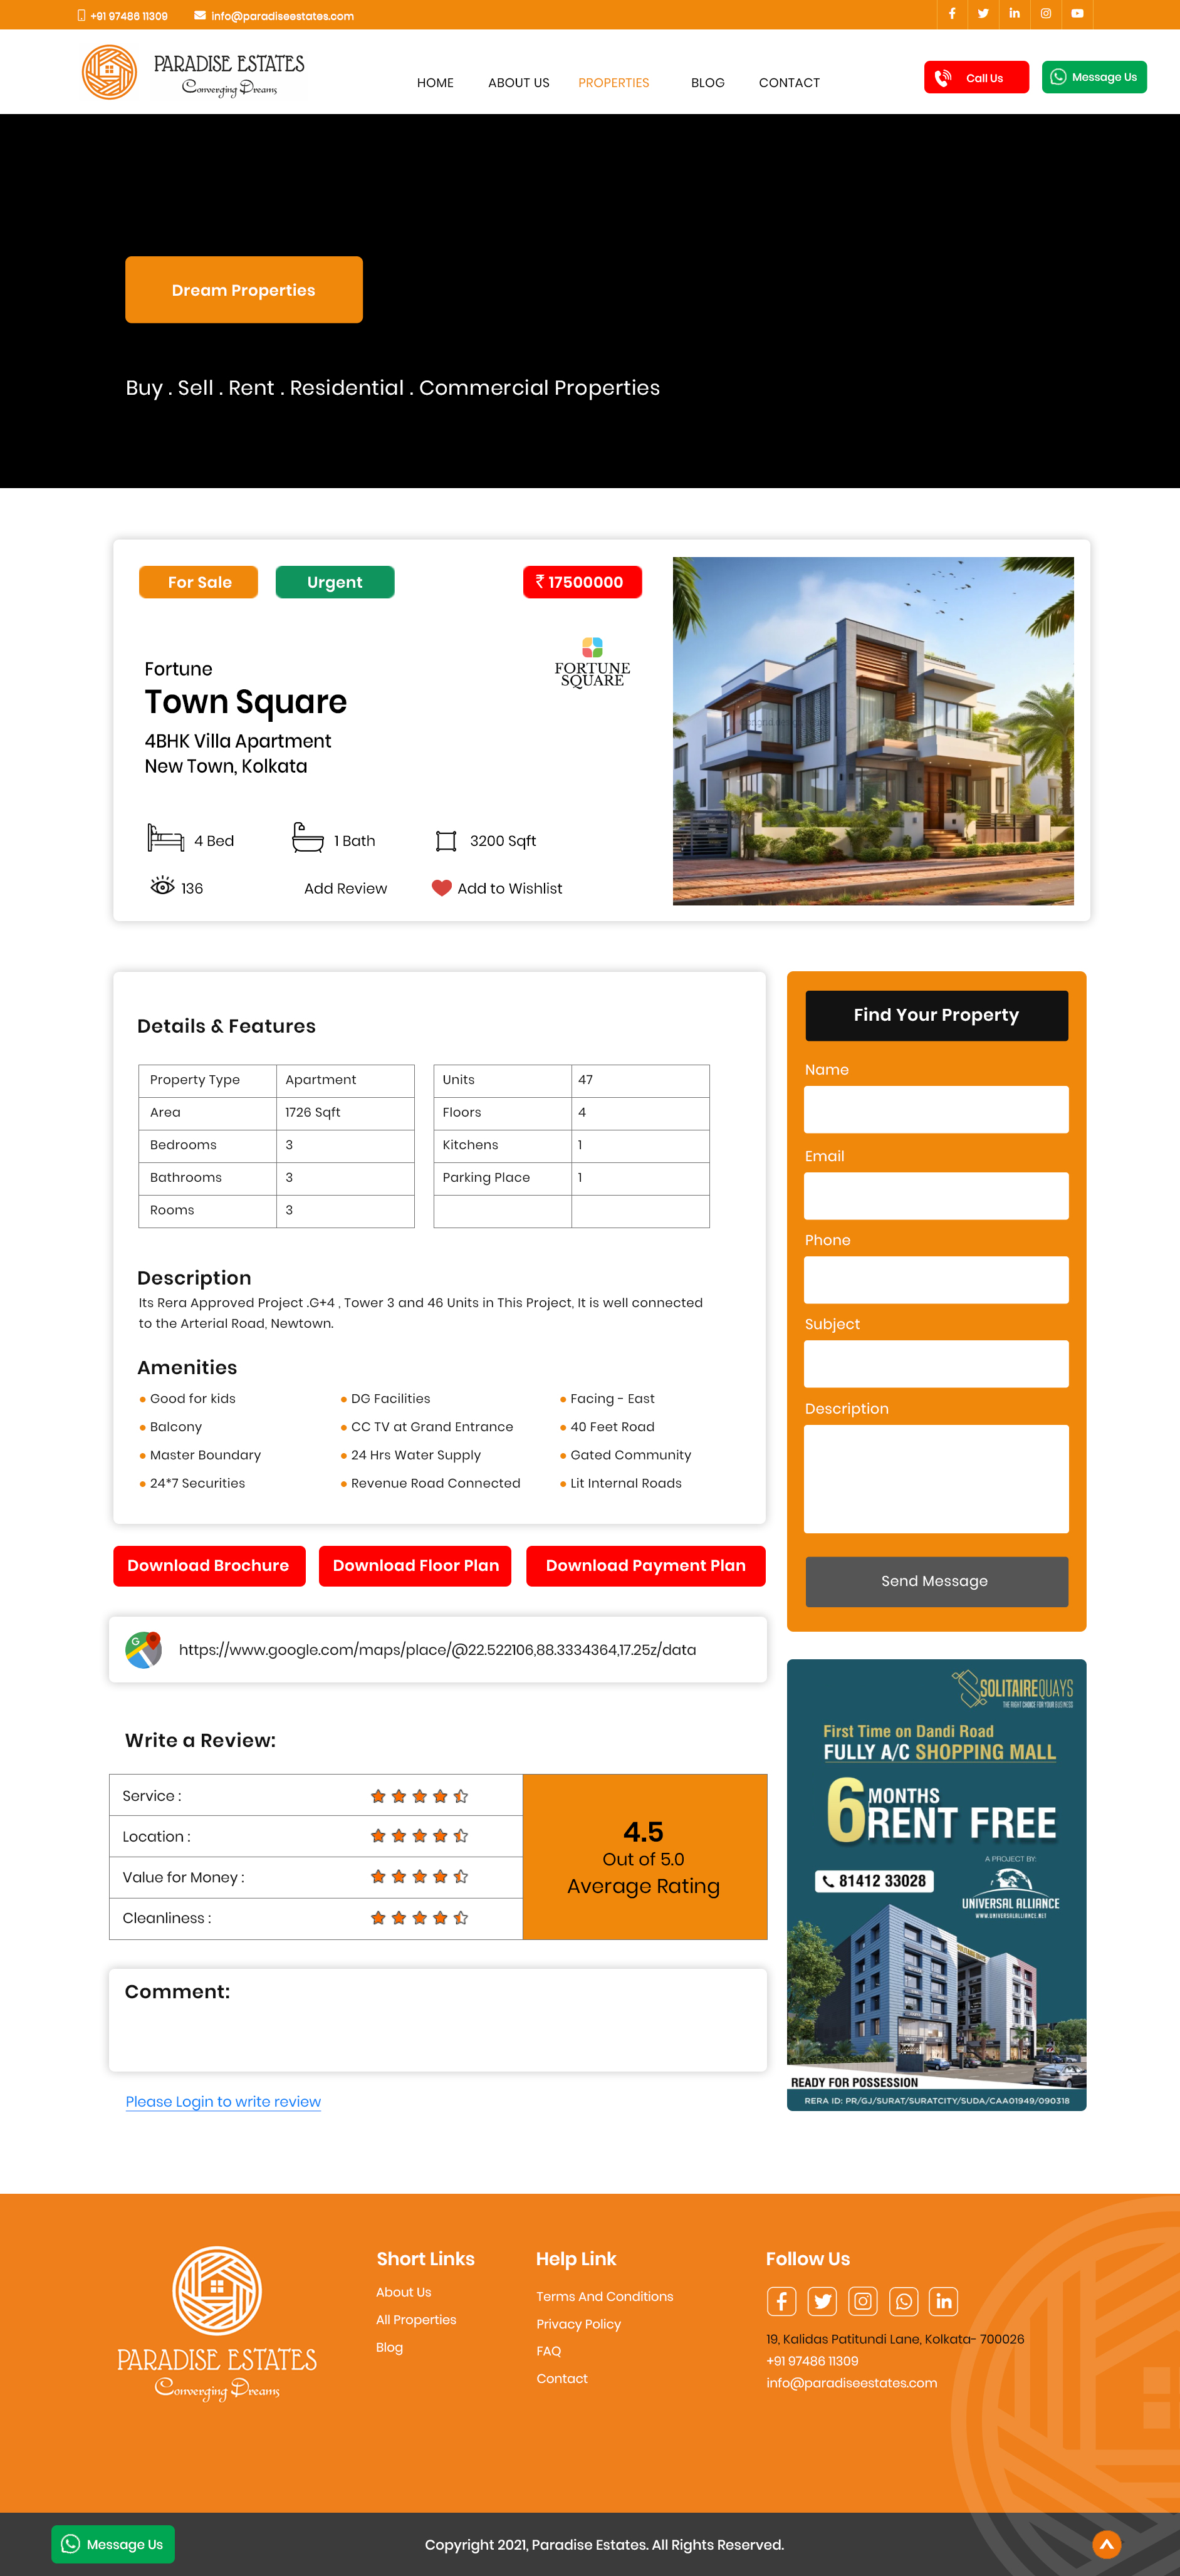 +91 97486 11309 info@paradiseestates.com
PARADISE ESTATES
Converging Dreams
HOME ABOUT US PROPERTIES BLOG CONTACT
Call Us
Message Us
Dream Properties
Buy . Sell . Rent . Residential . Commercial Properties
For Sale
Urgent
₹ 17500000
FORTUNE
SQUARE
Fortune
Town Square
4BHK Villa Apartment
New Town, Kolkata
4 Bed 1 Bath 3200 Sqft
136 Add Review Add to Wishlist
Details & Features
Property Type Apartment
Area 1726 Sqft
Bedrooms 3
Bathrooms 3
Rooms 3
Units 47
Floors 4
Kitchens 1
Parking Place 1
Description
Its Rera Approved Project .G+4 , Tower 3 and 46 Units in This Project, It is well connected
to the Arterial Road, Newtown.
Amenities
Good for kids DG Facilities Facing - East
Balcony CC TV at Grand Entrance 40 Feet Road
Master Boundary 24 Hrs Water Supply Gated Community
24*7 Securities Revenue Road Connected Lit Internal Roads
Download Brochure
Download Floor Plan
Download Payment Plan
G
https://www.google.com/maps/place/@22.522106,88.3334364,17.25z/data
Write a Review:
Service :
Location :
Value for Money :
Cleanliness :
4.5
Out of 5.0
Average Rating
Comment:
Please Login to write review
Find Your Property
Name
Email
Phone
Subject
Description
Send Message
SOLITAIREQUAYS
THE RIGHT CHOICE FOR YOUR BUSINESS
First Time on Dandi Road
FULLY A/C SHOPPING MALL
6 MONTHS
RENT FREE
A PROJECT BY:
81412 33028
UNIVERSAL ALLIANCE
WWW.UNIVERSALALLIANCE.NET
SOLITAIRE QUAYS
READY FOR POSSESSION
RERA ID: PR/GJ/SURAT/SURATCITY/SUDA/CAA01949/090318
PARADISE ESTATES
Converging Dreams
Short Links
About Us
All Properties
Blog
Help Link
Terms And Conditions
Privacy Policy
FAQ
Contact
Follow Us
19, Kalidas Patitundi Lane, Kolkata- 700026
+91 97486 11309
info@paradiseestates.com
Message Us
Copyright 2021, Paradise Estates. All Rights Reserved.